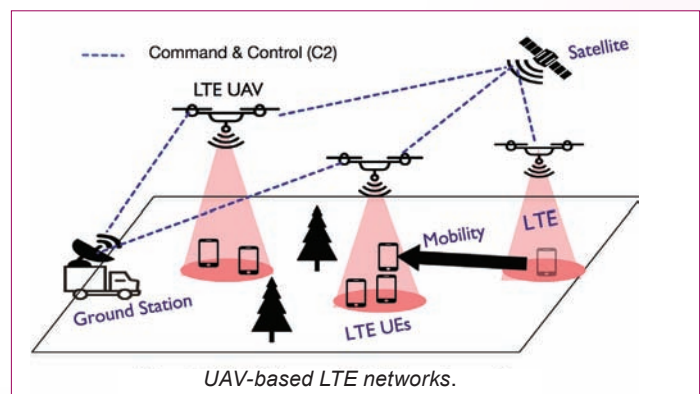 Command & Control (C2)
Satellite
LTE UAV
LTE
Mobility
Ground Station
LTE UEs
UAV-based LTE networks.